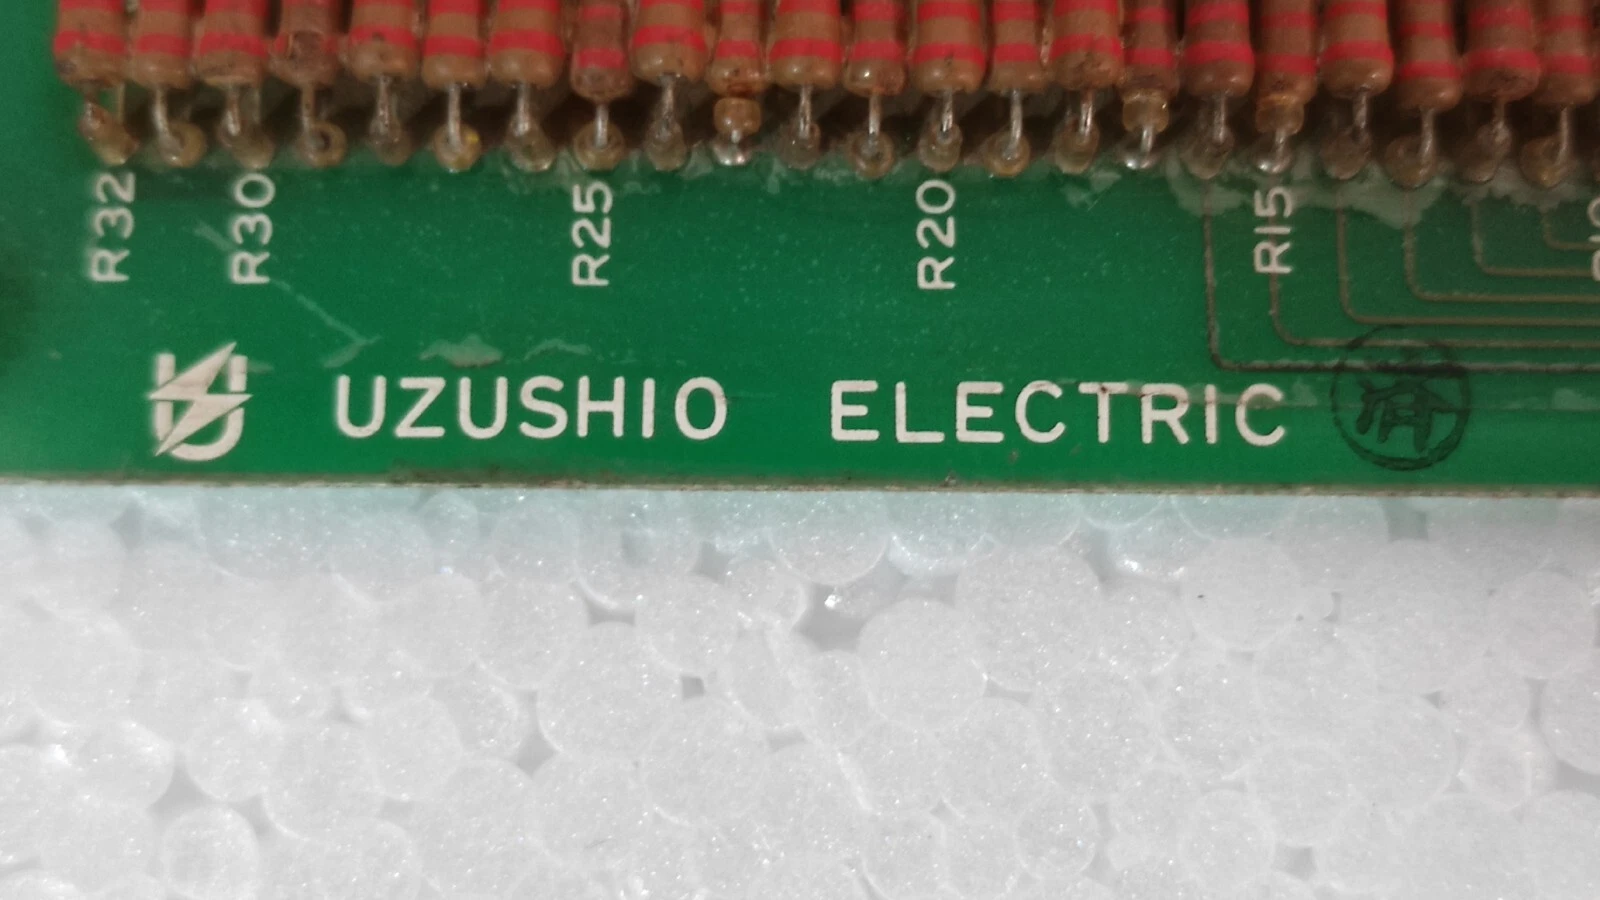 R32 R30 R25 R20 R15
UZUSHIO ELECTRIC